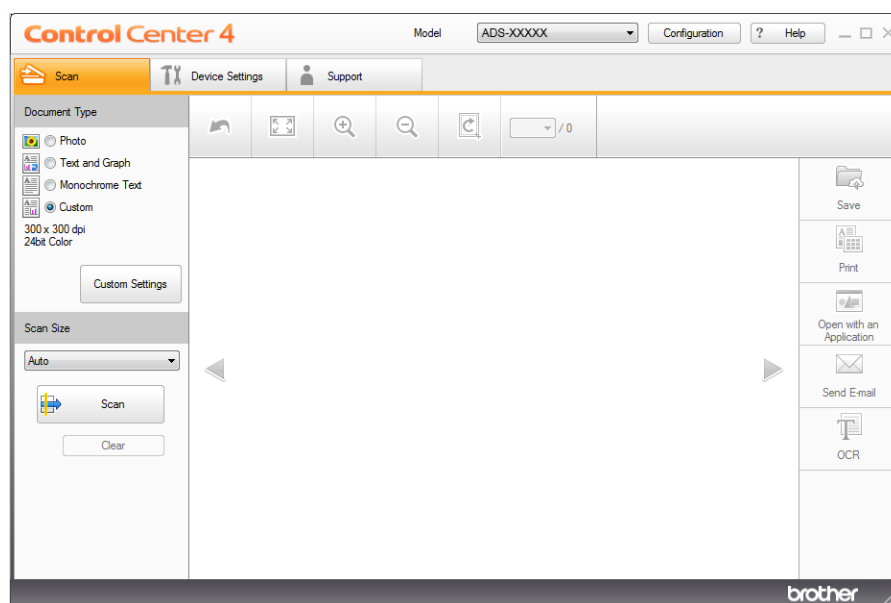 Control Center 4
Model
ADS-XXXXX
Configuration
? Help
Scan
Device Settings
Support
Document Type
Photo
Text and Graph
Monochrome Text
Custom
300 x 300 dpi
24bit Color
Custom Settings
Scan Size
Auto
Scan
Clear
/ 0
Save
Print
Open with an
Application
Send E-mail
OCR
brother